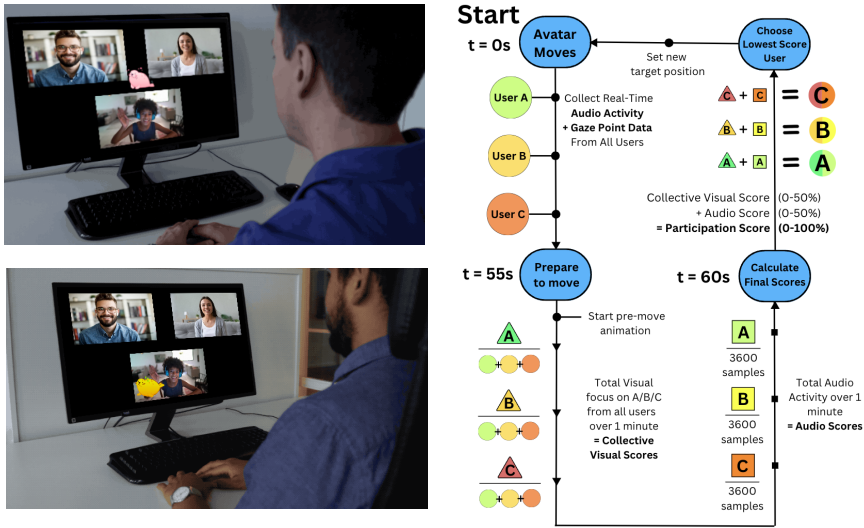 Start
t = 0s
Avatar
Moves
Set new
target position
Choose
Lowest Score
User
User A
Collect Real-Time
Audio Activity
+ Gaze Point Data
From All Users
User B
User C
C + C = C
B + B = B
A + A = A
Collective Visual Score (0-50%)
+ Audio Score (0-50%)
= Participation Score (0-100%)
t = 55s
Prepare
to move
t = 60s
Calculate
Final Scores
Start pre-move
animation
A
+ +
B
+ +
C
+ +
Total Visual
focus on A/B/C
from all users
over 1 minute
= Collective
Visual Scores
A
3600
samples
B
3600
samples
C
3600
samples
Total Audio
Activity over 1
minute
= Audio Scores